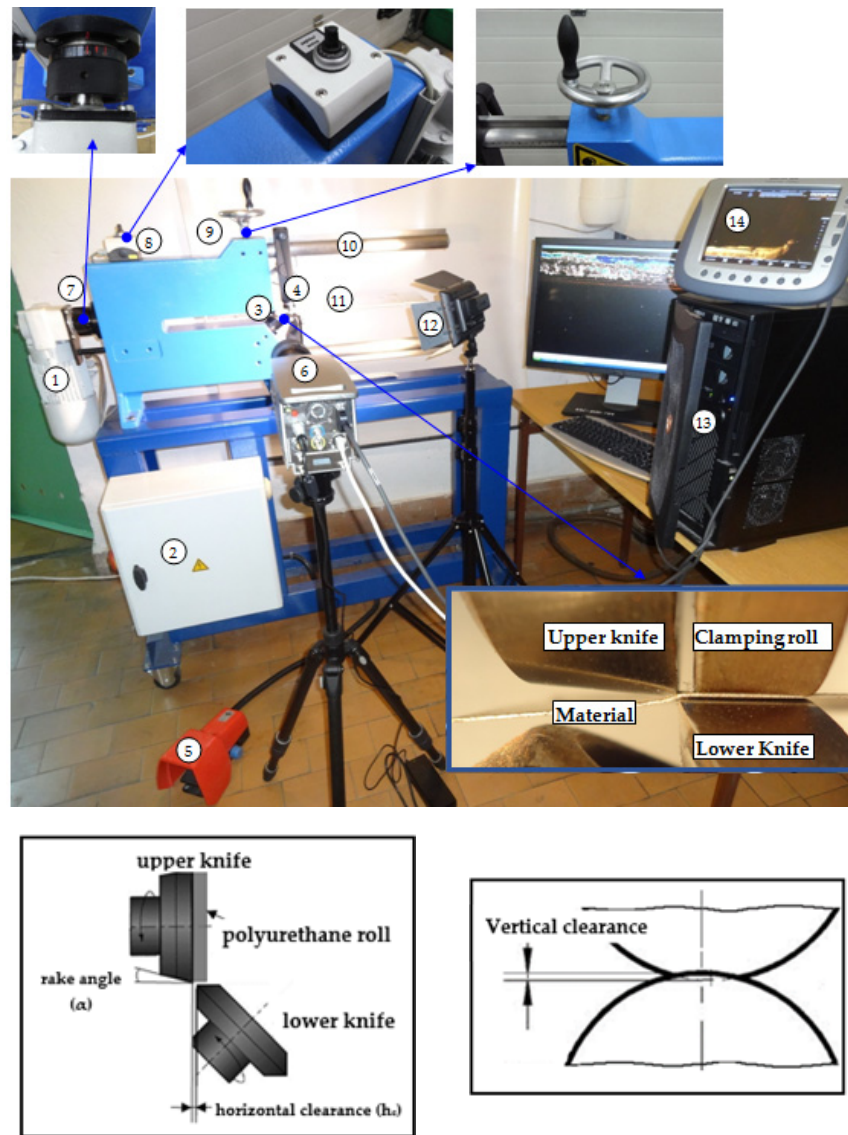 9
8
10
14
7
3
4
11
12
1
6
13
2
Upper knife
Clamping roll
Material
Lower Knife
5
upper knife
polyurethane roll
rake angle
(α)
lower knife
horizontal clearance (hc)
Vertical clearance